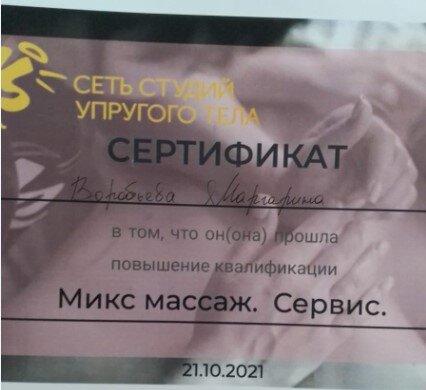 СЕТЬ СТУДИЙ
УПРУГОГО ТЕЛА
СЕРТИФИКАТ
Воробьева Маргарита
в том, что он(она) прошла
повышение квалификации
Микс массаж. Сервис.
21.10.2021